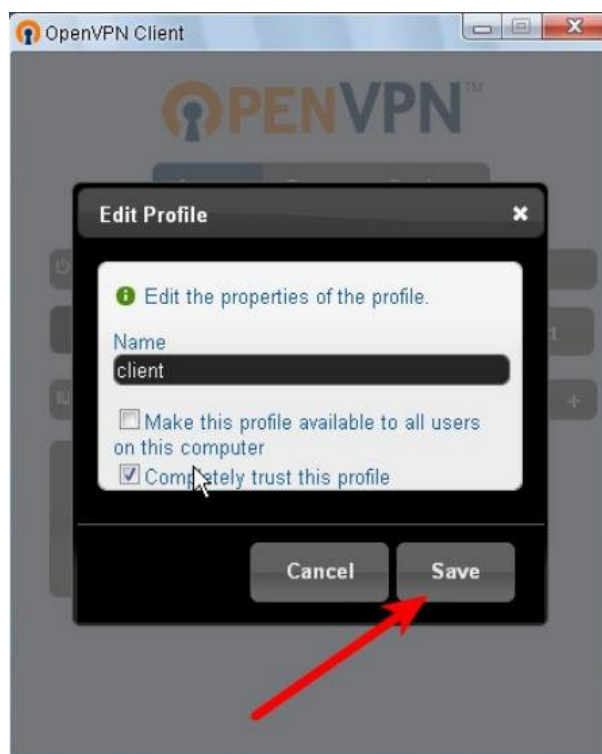 OpenVPN Client
OPENVPN™
Edit Profile
Edit the properties of the profile.
Name
client
Make this profile available to all users
on this computer
Completely trust this profile
Cancel
Save